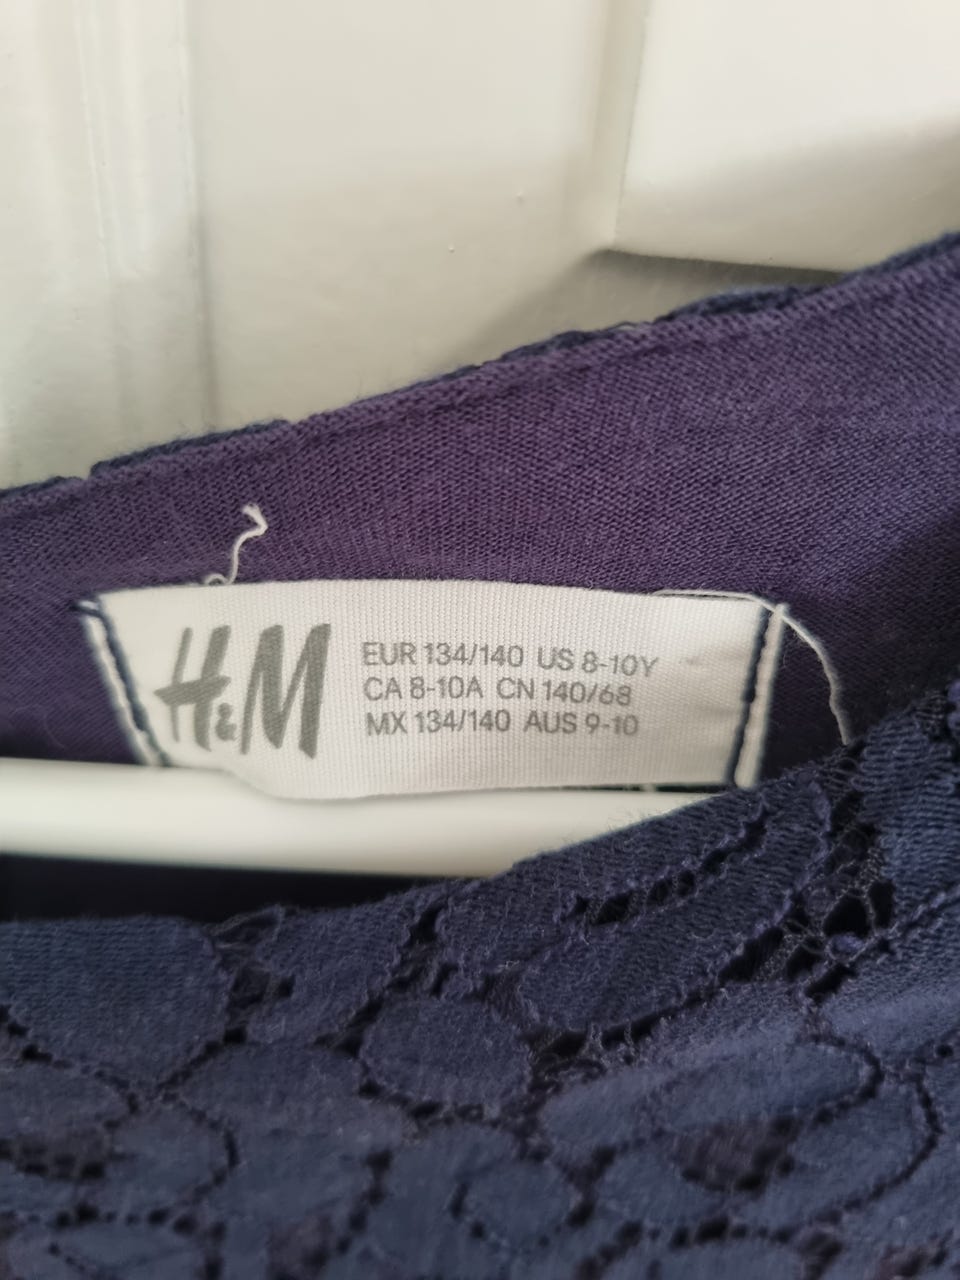 H&M
EUR 134/140 US 8-10Y
CA 8-10A CN 140/68
MX 134/140 AUS 9-10